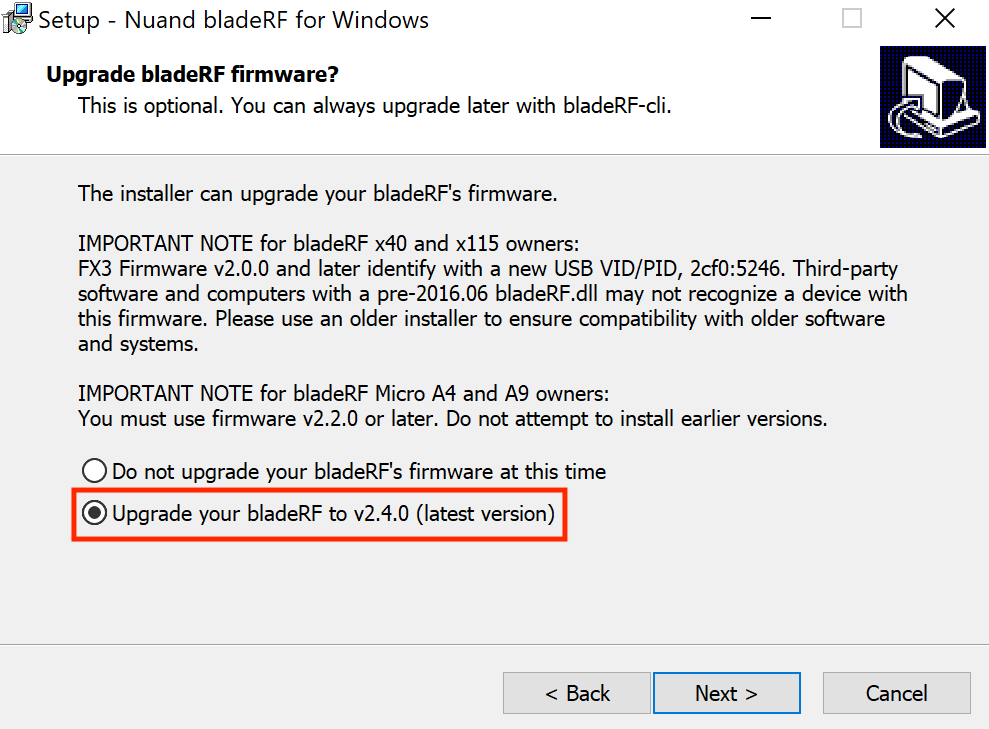 Setup - Nuand bladeRF for Windows
Upgrade bladeRF firmware?
This is optional. You can always upgrade later with bladeRF-cli.
The installer can upgrade your bladeRF's firmware.
IMPORTANT NOTE for bladeRF x40 and x115 owners:
FX3 Firmware v2.0.0 and later identify with a new USB VID/PID, 2cf0:5246. Third-party
software and computers with a pre-2016.06 bladeRF.dll may not recognize a device with
this firmware. Please use an older installer to ensure compatibility with older software
and systems.
IMPORTANT NOTE for bladeRF Micro A4 and A9 owners:
You must use firmware v2.2.0 or later. Do not attempt to install earlier versions.
Do not upgrade your bladeRF's firmware at this time
Upgrade your bladeRF to v2.4.0 (latest version)
< Back Next > Cancel